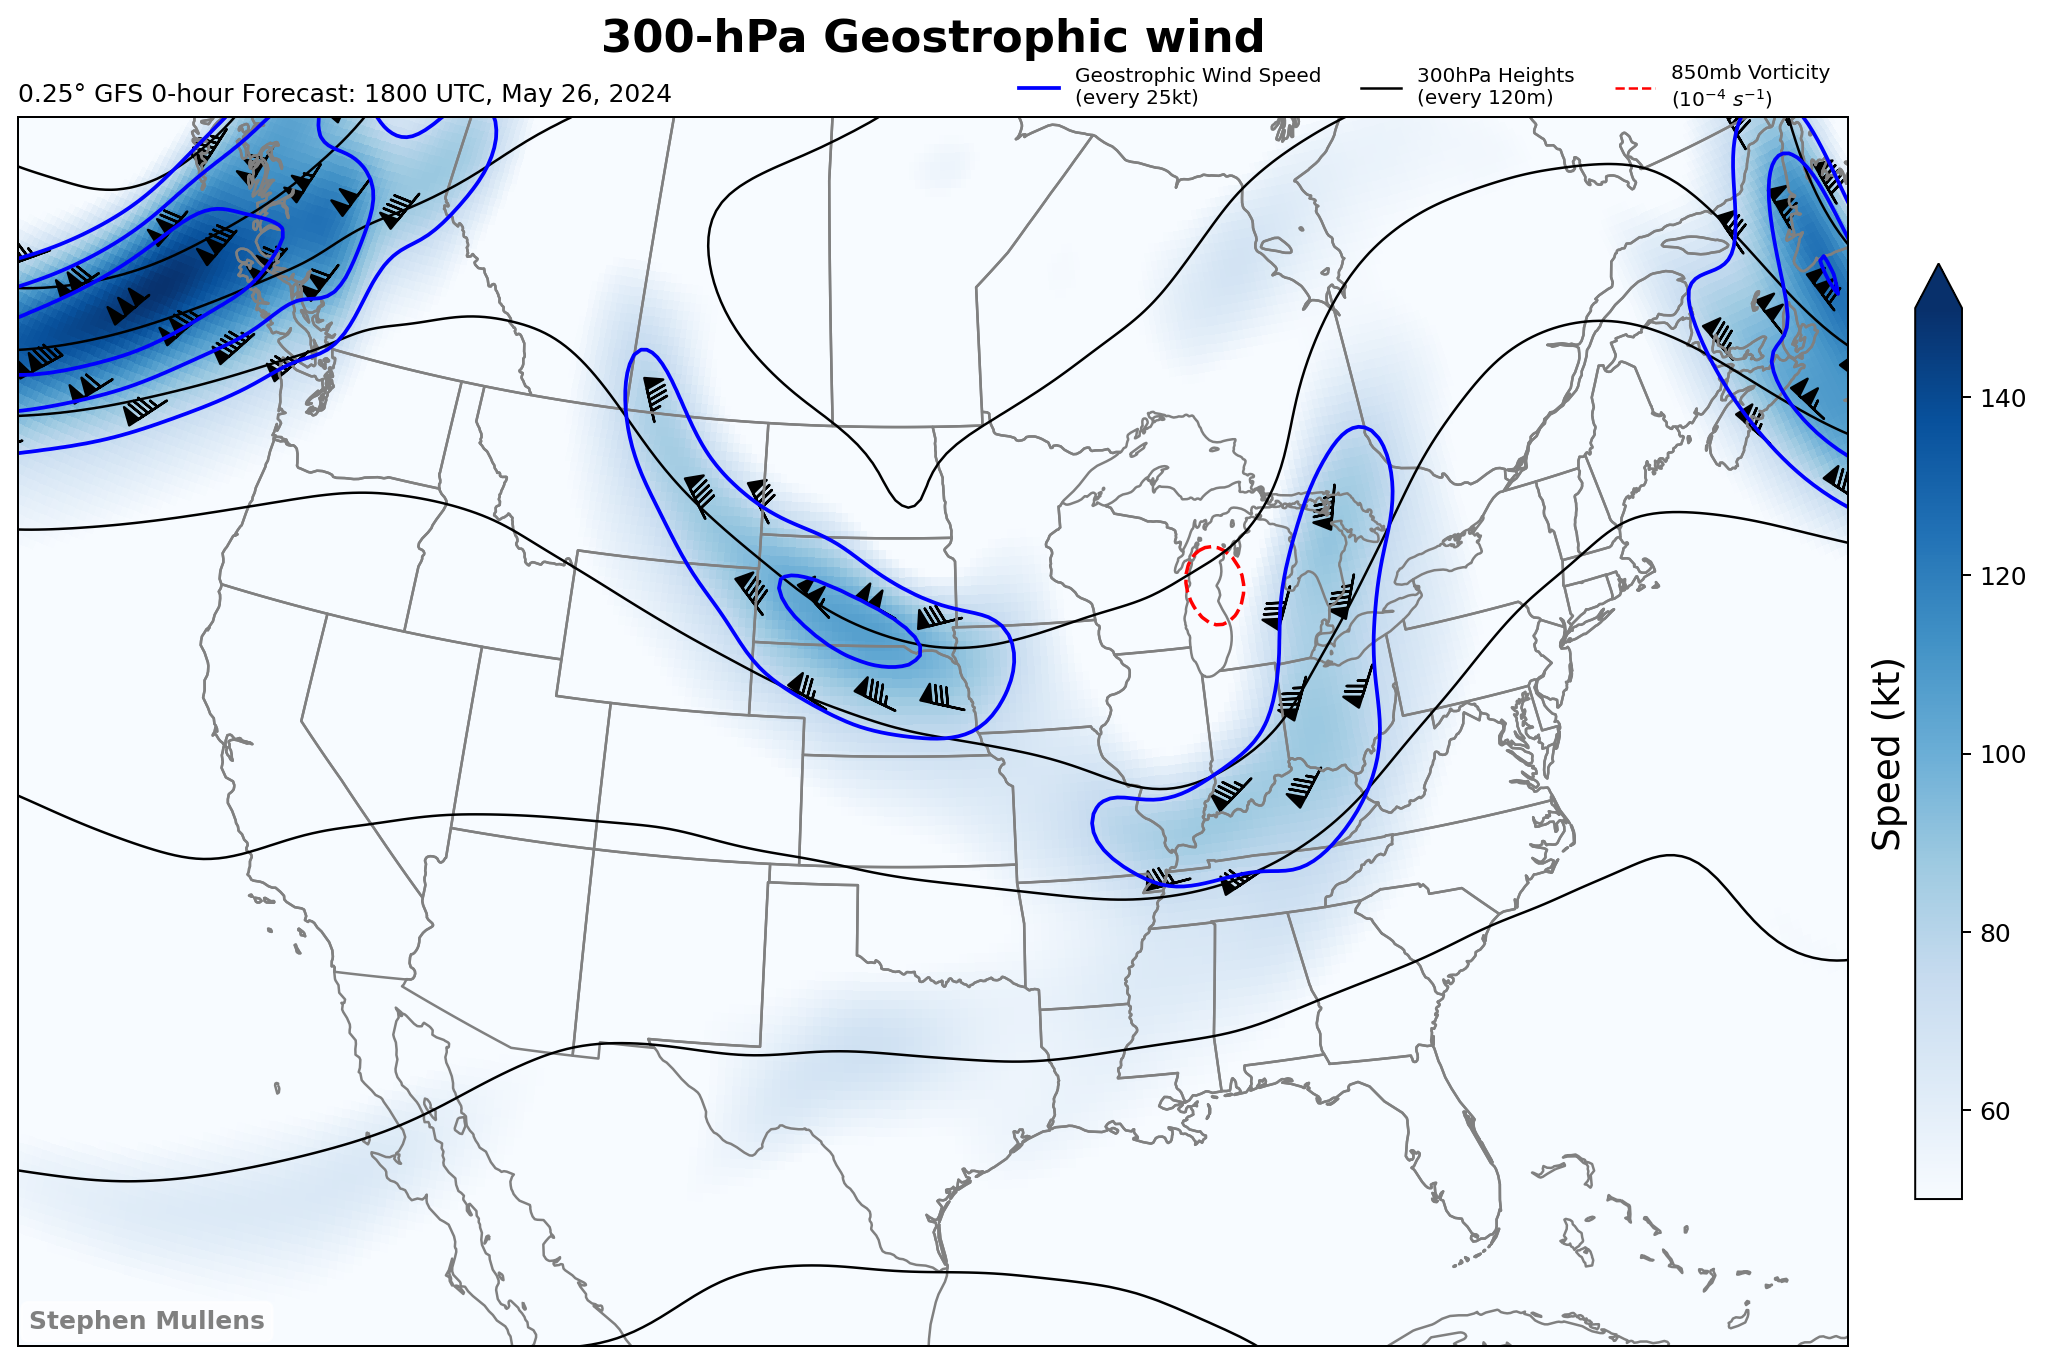 300-hPa Geostrophic wind
0.25° GFS 0-hour Forecast: 1800 UTC, May 26, 2024
Geostrophic Wind Speed
(every 25kt)
300hPa Heights
(every 120m)
850mb Vorticity
(10⁻⁴ s⁻¹)
140
120
100
80
60
Speed (kt)
Stephen Mullens